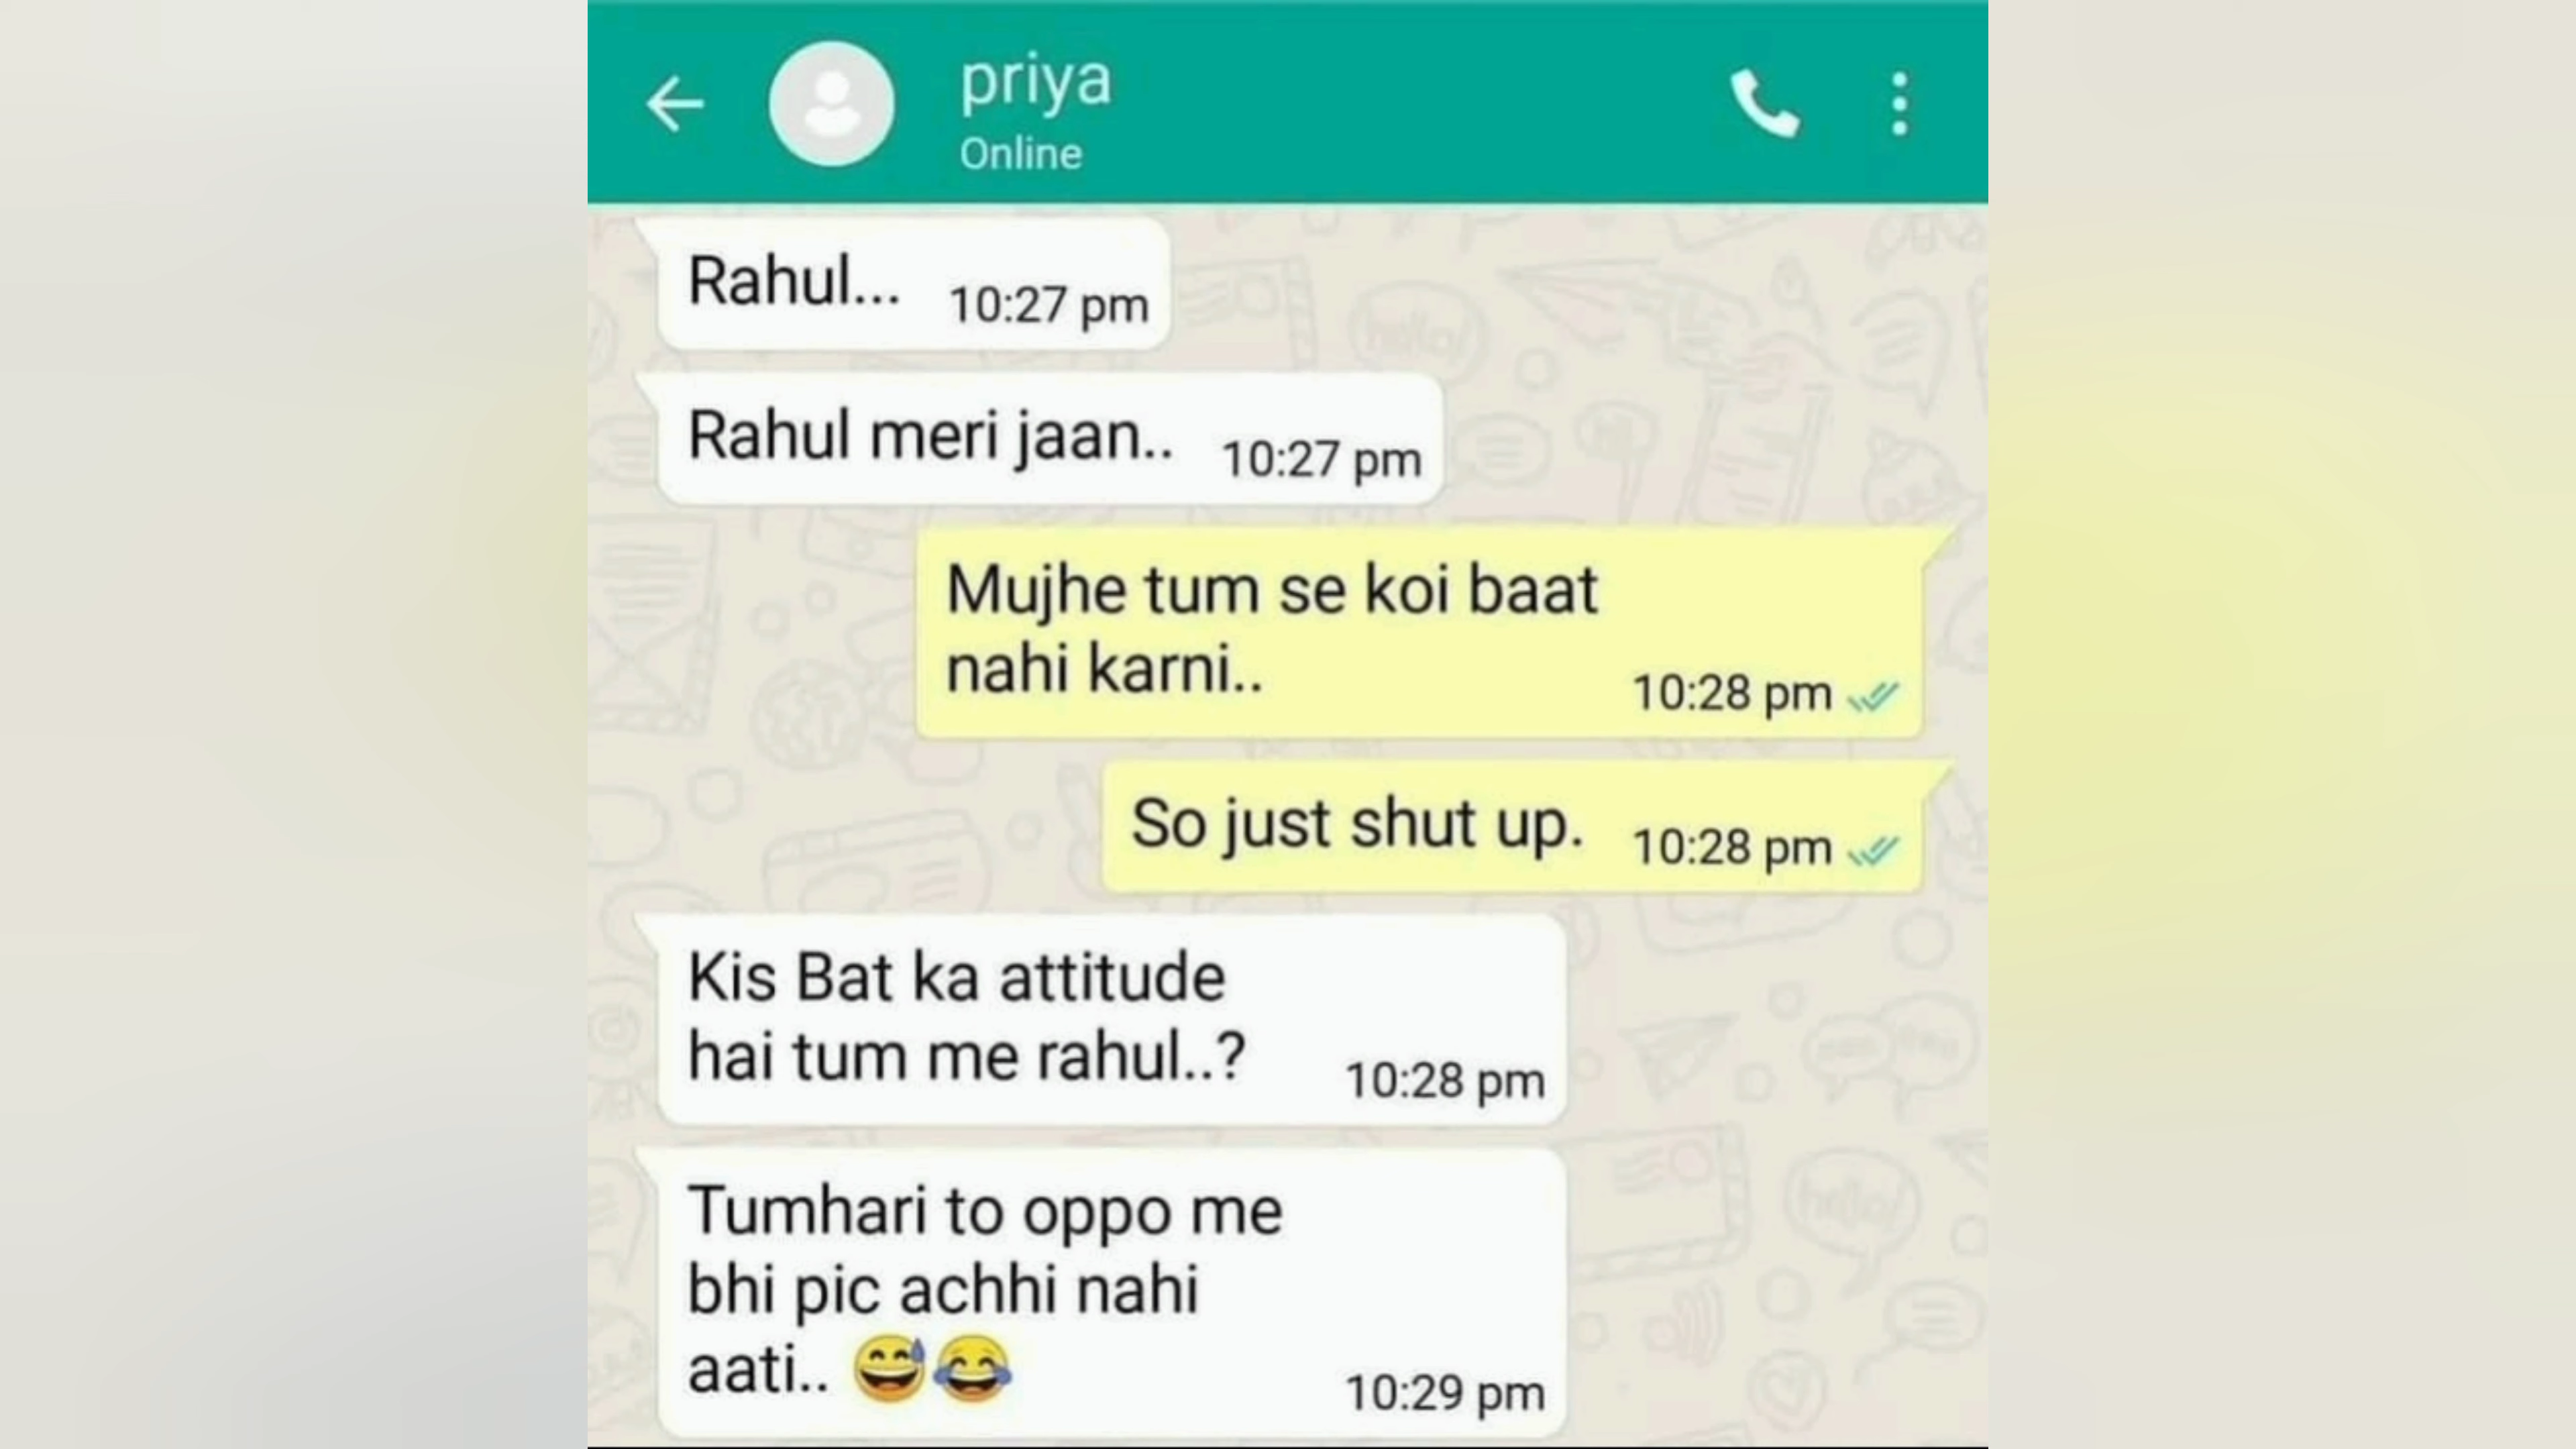 priya
Online
Rahul... 10:27 pm
Rahul meri jaan.. 10:27 pm
Mujhe tum se koi baat
nahi karni.. 10:28 pm
So just shut up. 10:28 pm
Kis Bat ka attitude
hai tum me rahul..? 10:28 pm
Tumhari to oppo me
bhi pic achhi nahi
aati.. 😅😂 10:29 pm